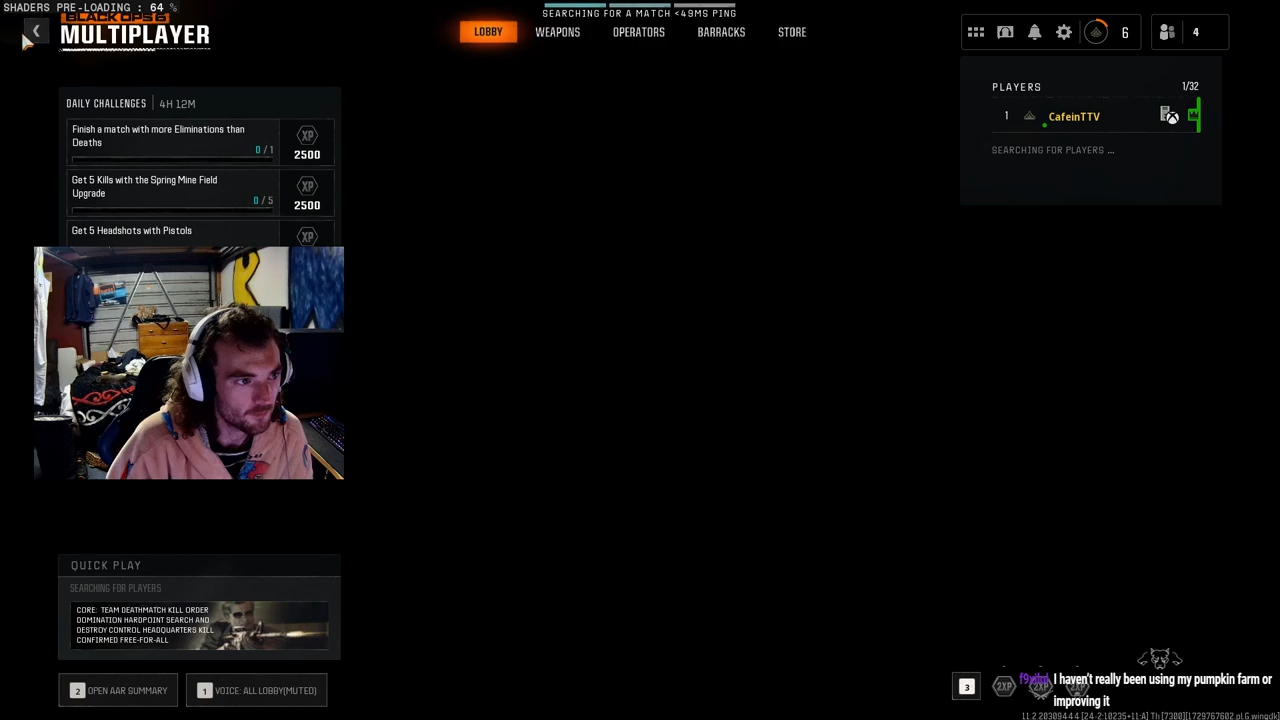 SHADERS PRE-LOADING : 64 %
BLACK OPS 6
MULTIPLAYER
SEARCHING FOR A MATCH <49MS PING
LOBBY
WEAPONS
OPERATORS
BARRACKS
STORE
6
4
DAILY CHALLENGES | 4H 12M
Finish a match with more Eliminations than
Deaths
0 / 1
XP
2500
Get 5 Kills with the Spring Mine Field
Upgrade
0 / 5
XP
2500
Get 5 Headshots with Pistols
XP
PLAYERS
1/32
1 CafeinTTV
SEARCHING FOR PLAYERS ...
QUICK PLAY
SEARCHING FOR PLAYERS
CORE: TEAM DEATHMATCH KILL ORDER
DOMINATION HARDPOINT SEARCH AND
DESTROY CONTROL HEADQUARTERS KILL
CONFIRMED FREE-FOR-ALL
2 OPEN AAR SUMMARY
1 VOICE: ALL LOBBY(MUTED)
3
2XP
2XP
I haven't really been using my pumpkin farm or
improving it